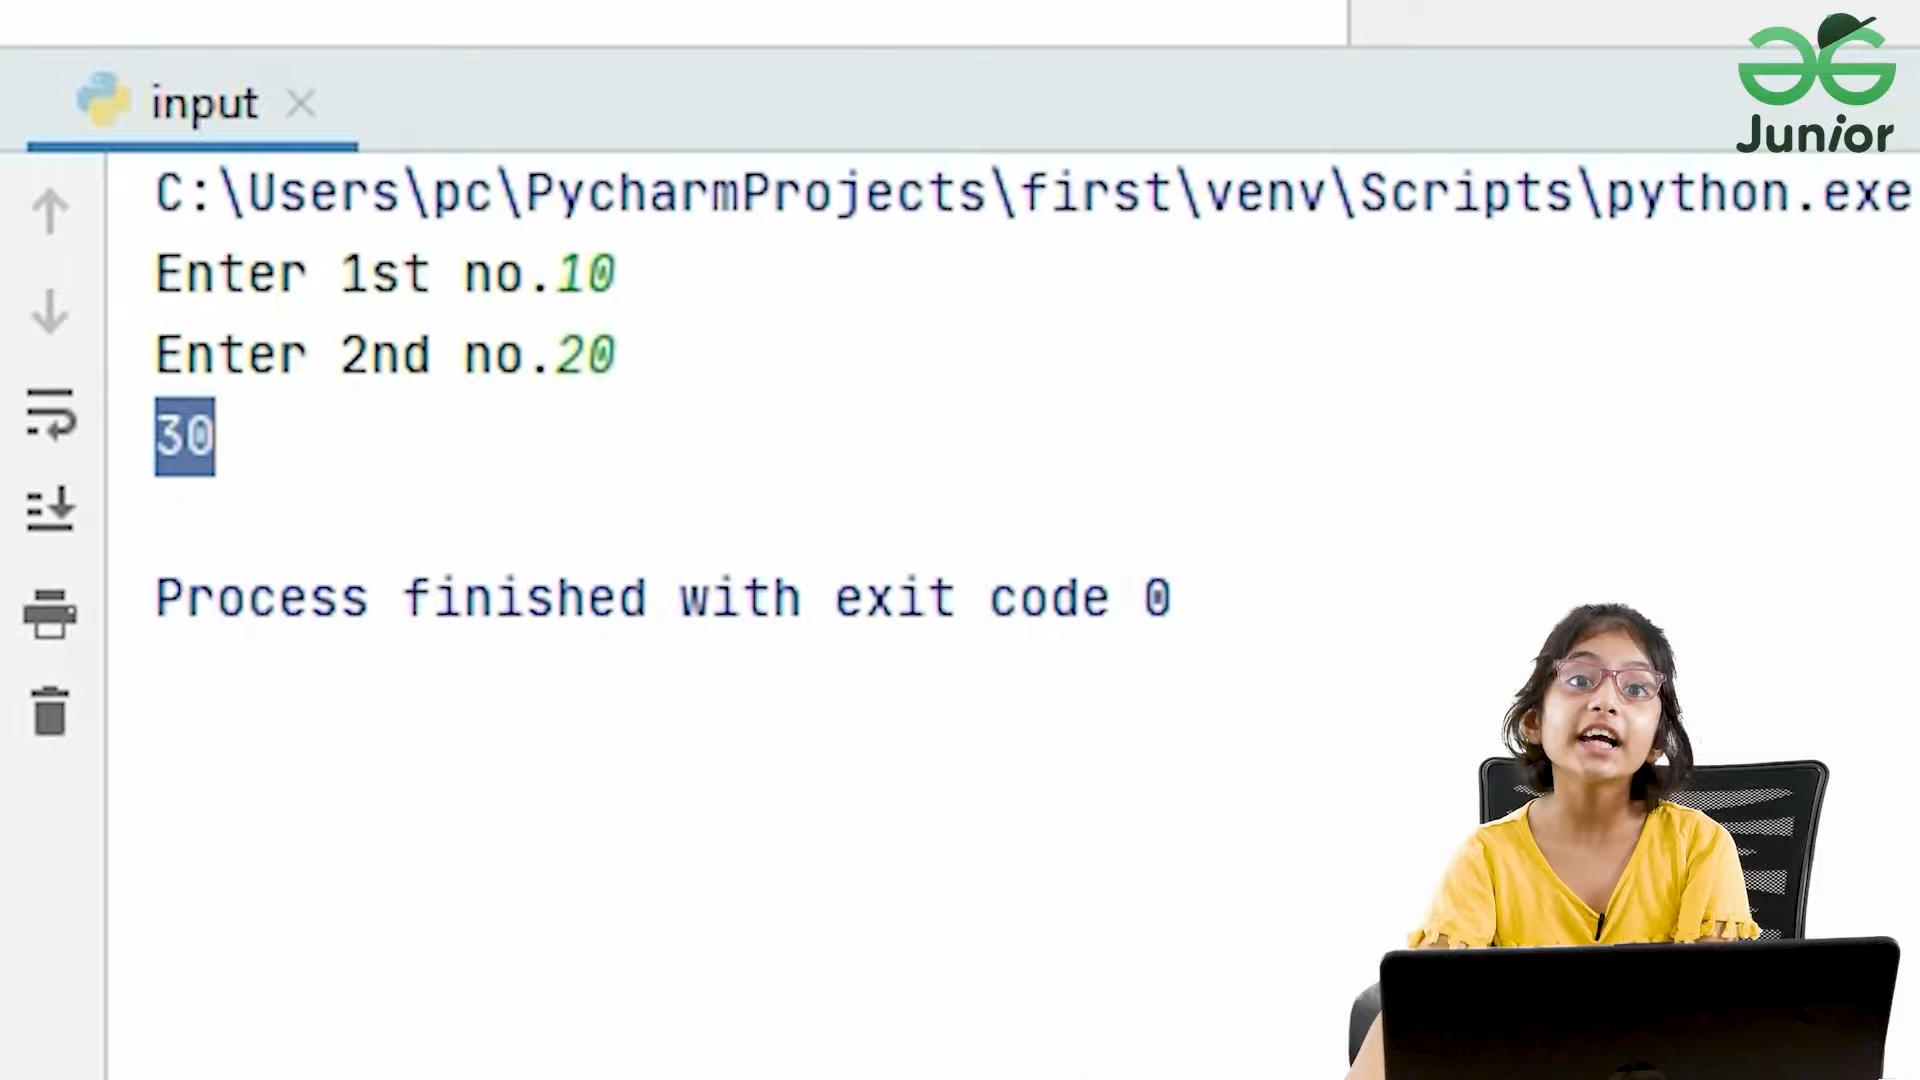 Junior
input
C:\Users\pc\PycharmProjects\first\venv\Scripts\python.exe
Enter 1st no.10
Enter 2nd no.20
30
Process finished with exit code 0